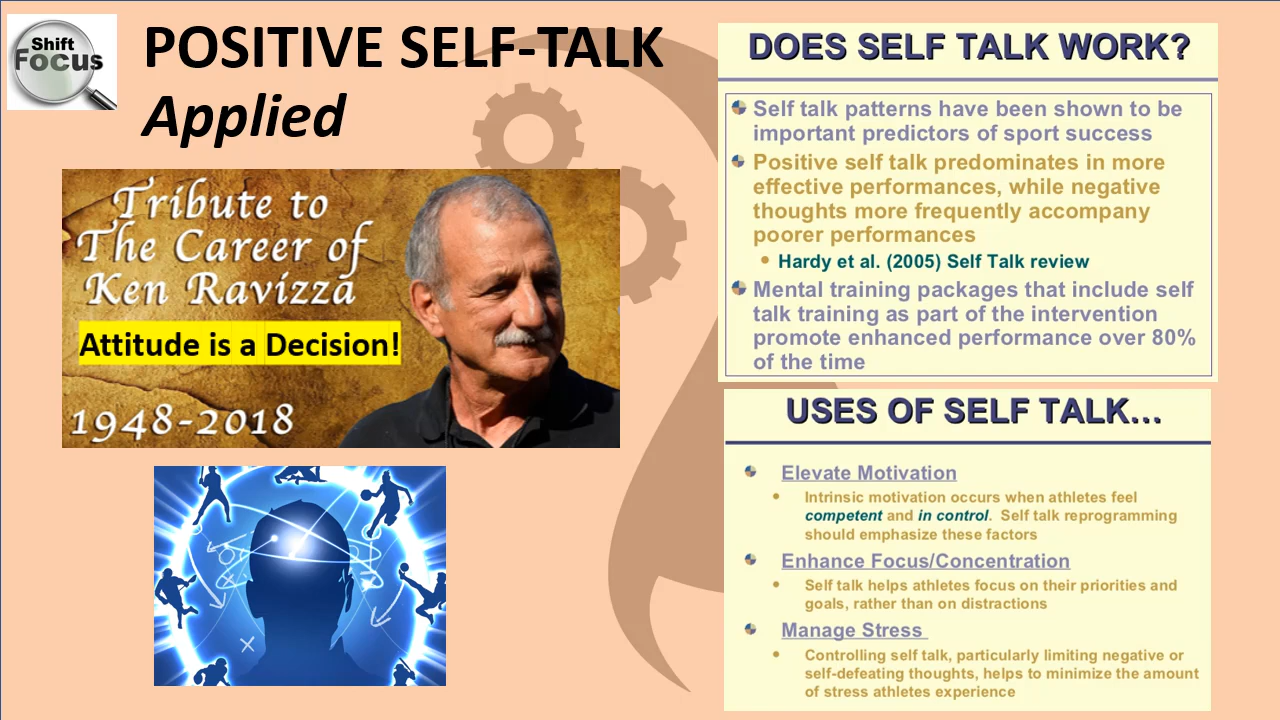 Shift
Focus
POSITIVE SELF-TALK
Applied
Tribute to
The Career of
Ken Ravizza
Attitude is a Decision!
1948-2018
DOES SELF TALK WORK?
Self talk patterns have been shown to be
important predictors of sport success
Positive self talk predominates in more
effective performances, while negative
thoughts more frequently accompany
poorer performances
Hardy et al. (2005) Self Talk review
Mental training packages that include self
talk training as part of the intervention
promote enhanced performance over 80%
of the time
USES OF SELF TALK…
Elevate Motivation
Intrinsic motivation occurs when athletes feel
competent and in control. Self talk reprogramming
should emphasize these factors
Enhance Focus/Concentration
Self talk helps athletes focus on their priorities and
goals, rather than on distractions
Manage Stress
Controlling self talk, particularly limiting negative or
self-defeating thoughts, helps to minimize the amount
of stress athletes experience